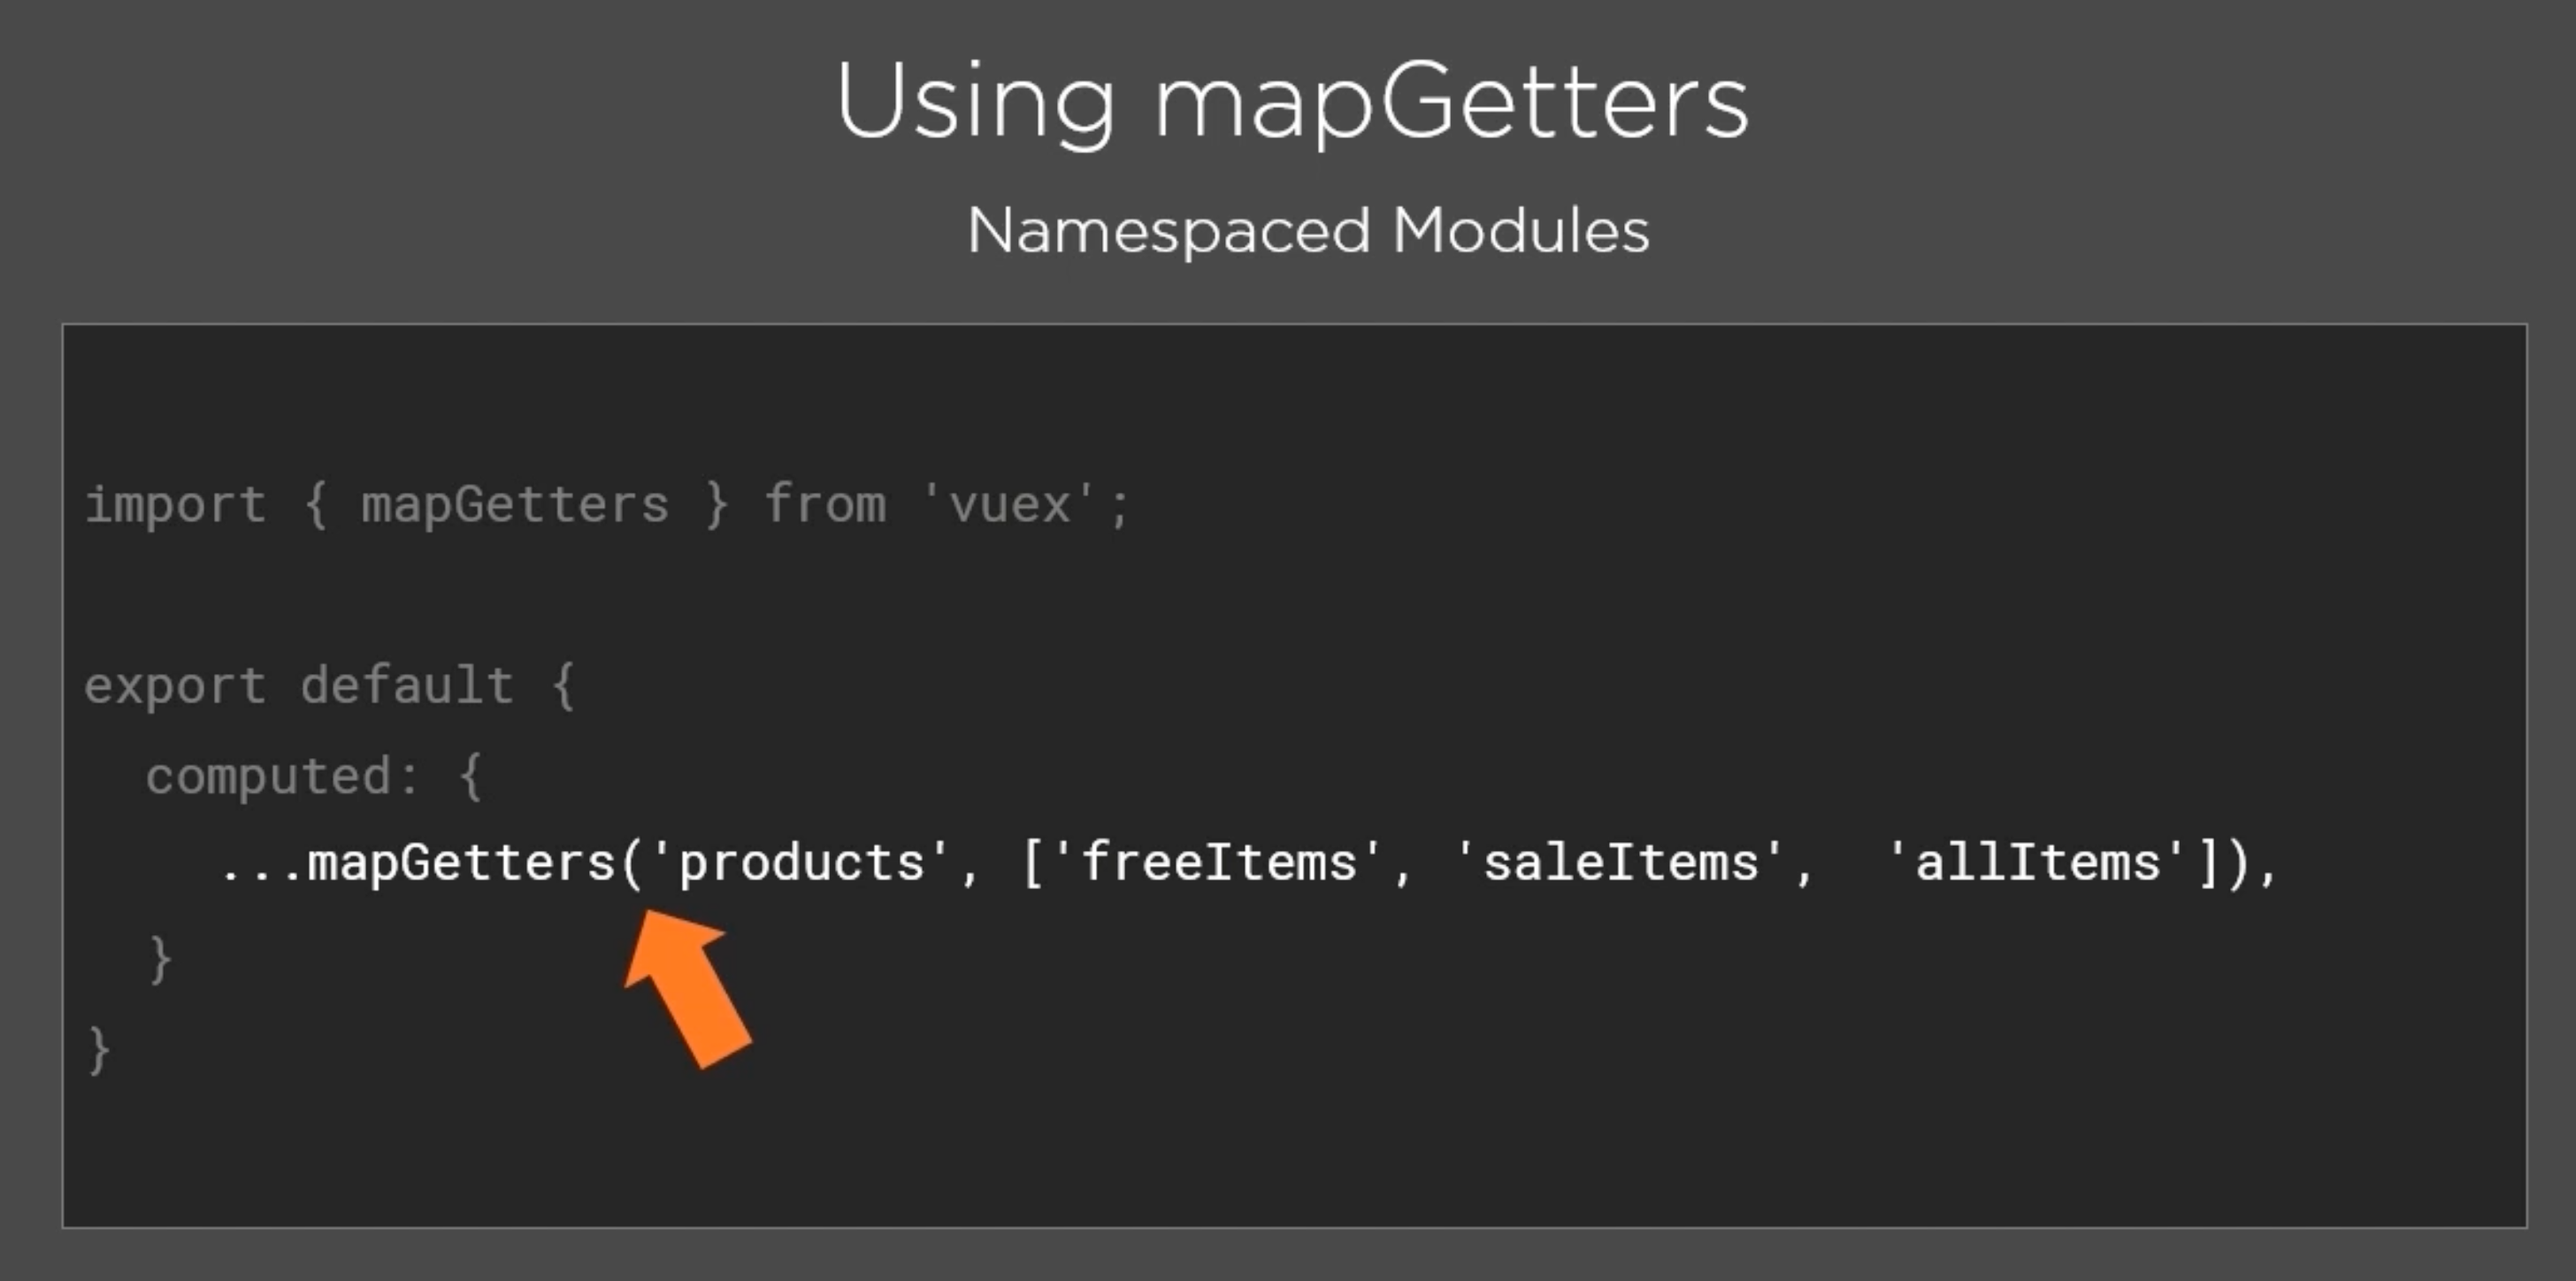 Using mapGetters
Namespaced Modules
import { mapGetters } from 'vuex';
export default {
computed: {
...mapGetters('products', ['freeItems', 'saleItems', 'allItems']),
}
}